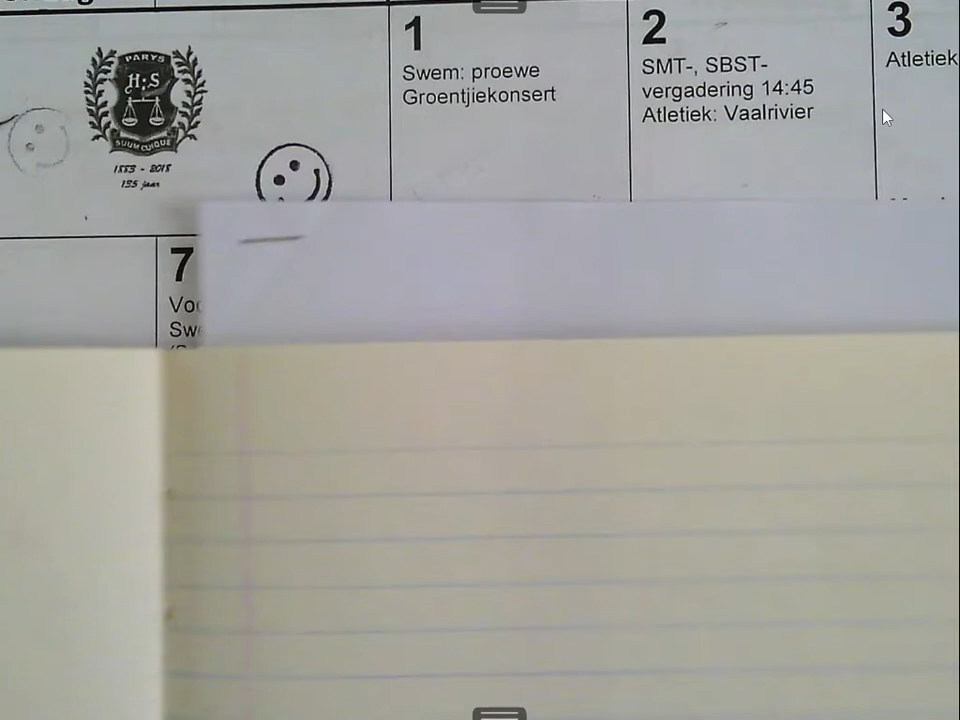 PARYS
H S
SUUM CUIQUE
1883 - 2018
135 jaar
1
Swem: proewe
Groentjiekonsert
2
SMT-, SBST-
vergadering 14:45
Atletiek: Vaalrivier
3
Atletiek
7